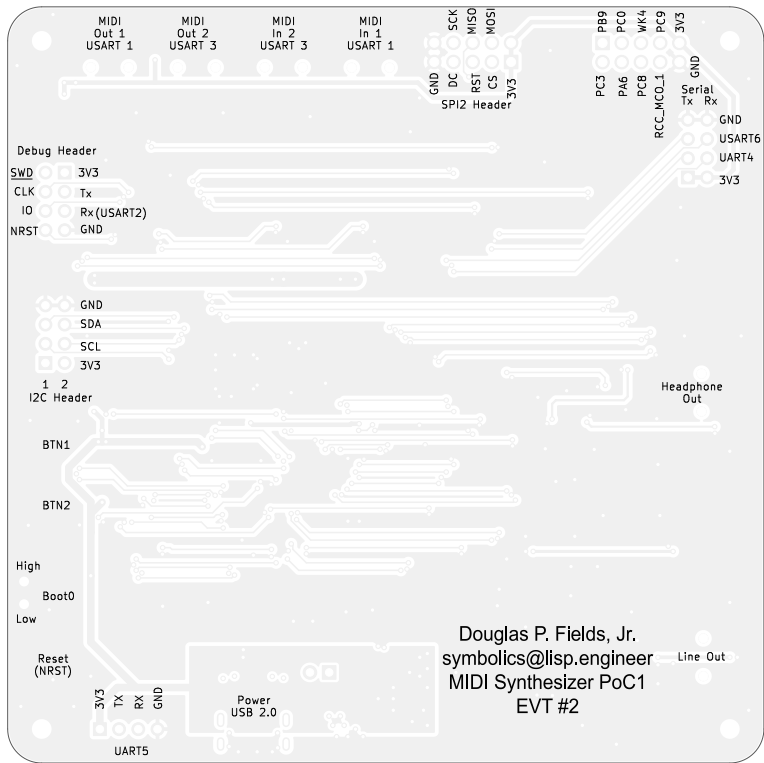 MIDI
Out 1
USART 1
MIDI
Out 2
USART 3
MIDI
In 2
USART 3
MIDI
In 1
USART 1
SCK
MISO
MOSI
GND
DC
RST
CS
3V3
SPI2 Header
PB9
PC0
WK4
PC9
3V3
PC3
PA6
PC8
RCC_MCO_1
GND
Serial
Tx Rx
GND
USART6
UART4
3V3
Debug Header
SWD 3V3
CLK Tx
IO Rx(USART2)
NRST GND
GND
SDA
SCL
3V3
1 2
I2C Header
Headphone
Out
BTN1
BTN2
High
Boot0
Low
Reset
(NRST)
3V3
TX
RX
GND
UART5
Power
USB 2.0
Douglas P. Fields, Jr.
symbolics@lisp.engineer
MIDI Synthesizer PoC1
EVT #2
Line Out